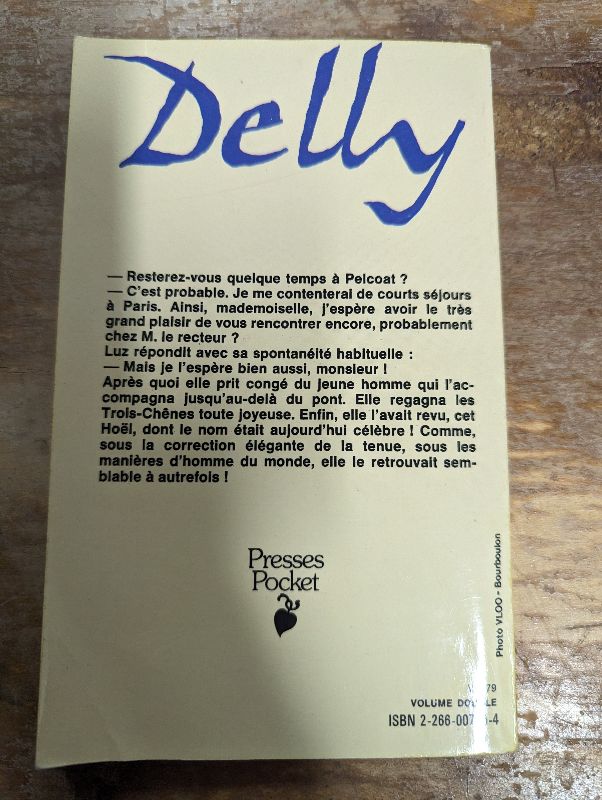 Delly
— Resterez-vous quelque temps à Pelcoat ?
— C'est probable. Je me contenterai de courts séjours
à Paris. Ainsi, mademoiselle, j'espère avoir le très
grand plaisir de vous rencontrer encore, probablement
chez M. le recteur ?
Luz répondit avec sa spontanéité habituelle :
— Mais je l'espère bien aussi, monsieur !
Après quoi elle prit congé du jeune homme qui l'ac-
compagna jusqu'au-delà du pont. Elle regagna les
Trois-Chênes toute joyeuse. Enfin, elle l'avait revu, cet
Hoël, dont le nom était aujourd'hui célèbre ! Comme,
sous la correction élégante de la tenue, sous les
manières d'homme du monde, elle le retrouvait sem-
blable à autrefois !
Presses
Pocket
Photo VLOO - Bourboulon
VOLUME
ISBN